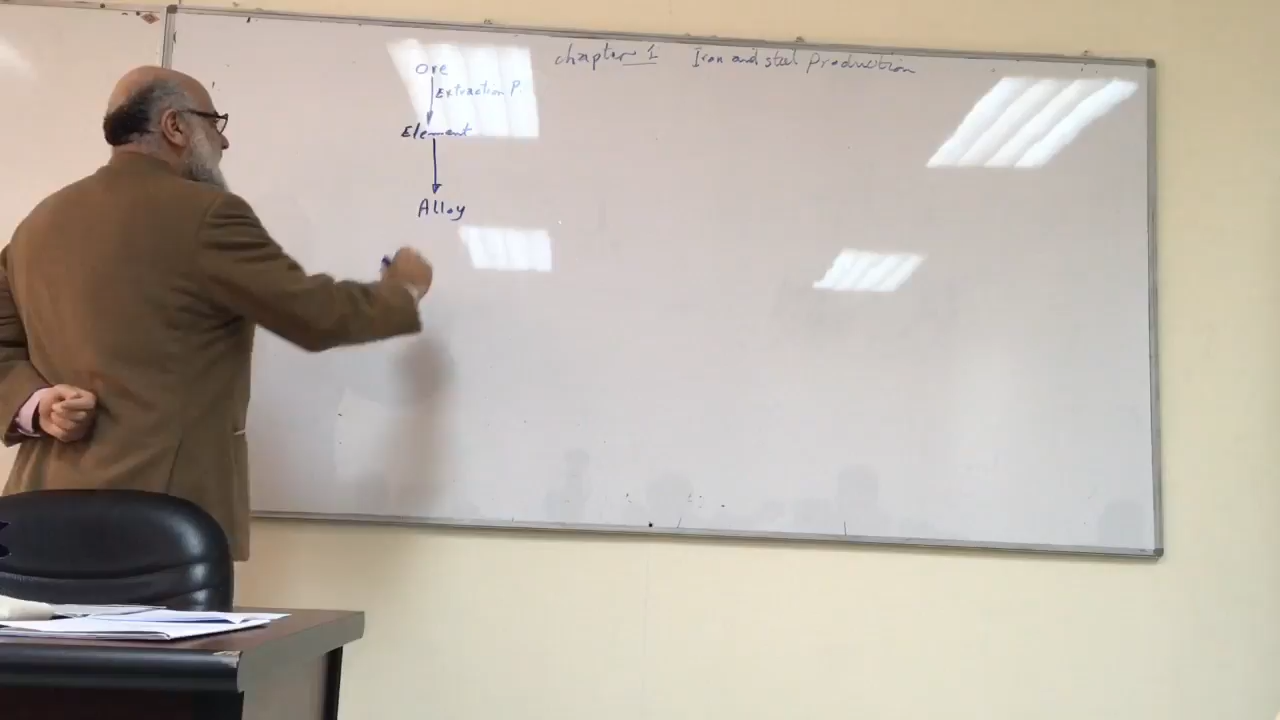 chapter 1 Iron and steel production
Ore
Extraction P.
Element
Alloy